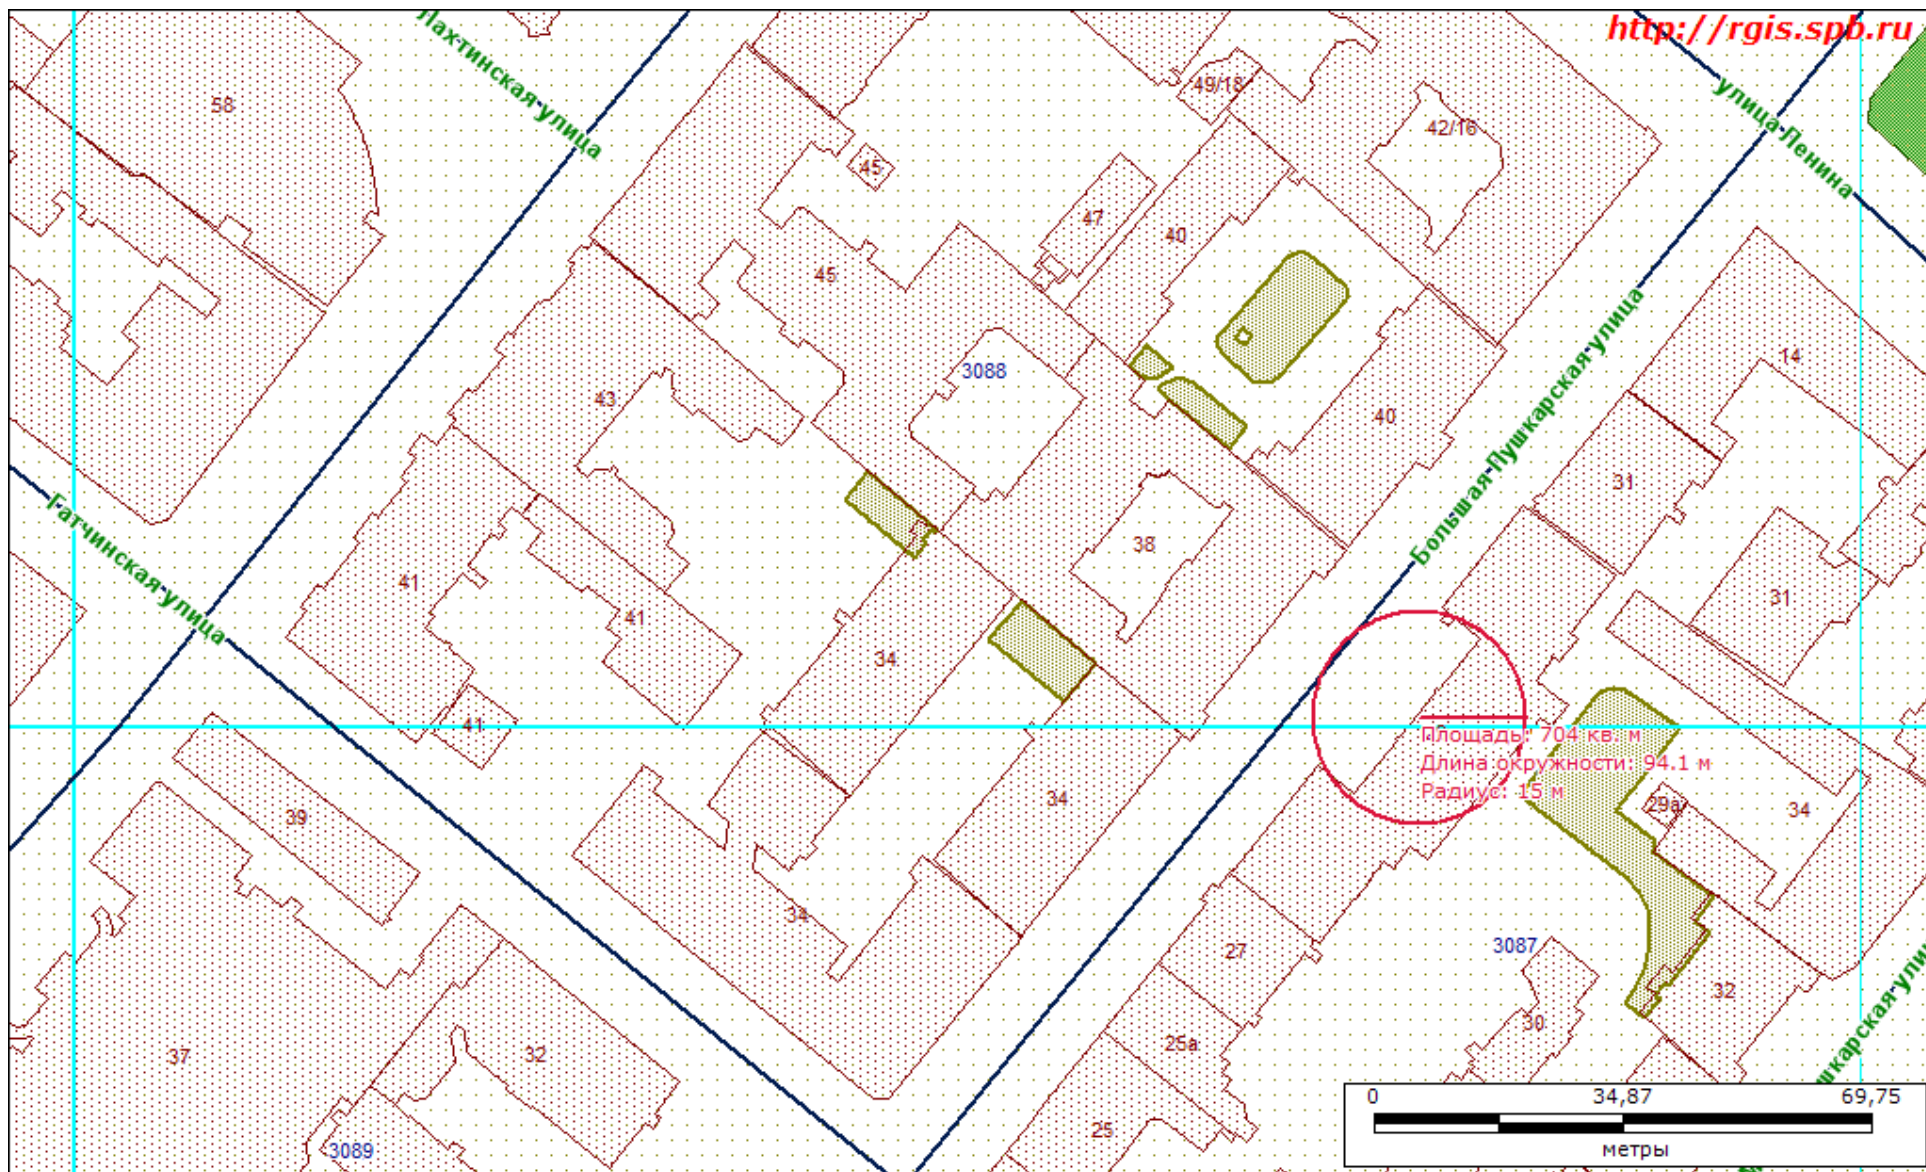 http://rgis.spb.ru
Пахтинская улица
49/18
улица Ленина
58
42/16
45
47
40
45
14
3088
43
40
Большая Пушкарская улица
31
Гатчинская улица
38
41
31
41
34
41
Площадь: 704 кв. м
Длина окружности: 94.1 м
Радиус: 15 м
34
29а
34
39
34
27
3087
32
30
25а
37
32
25
3089
0 34,87 69,75
метры